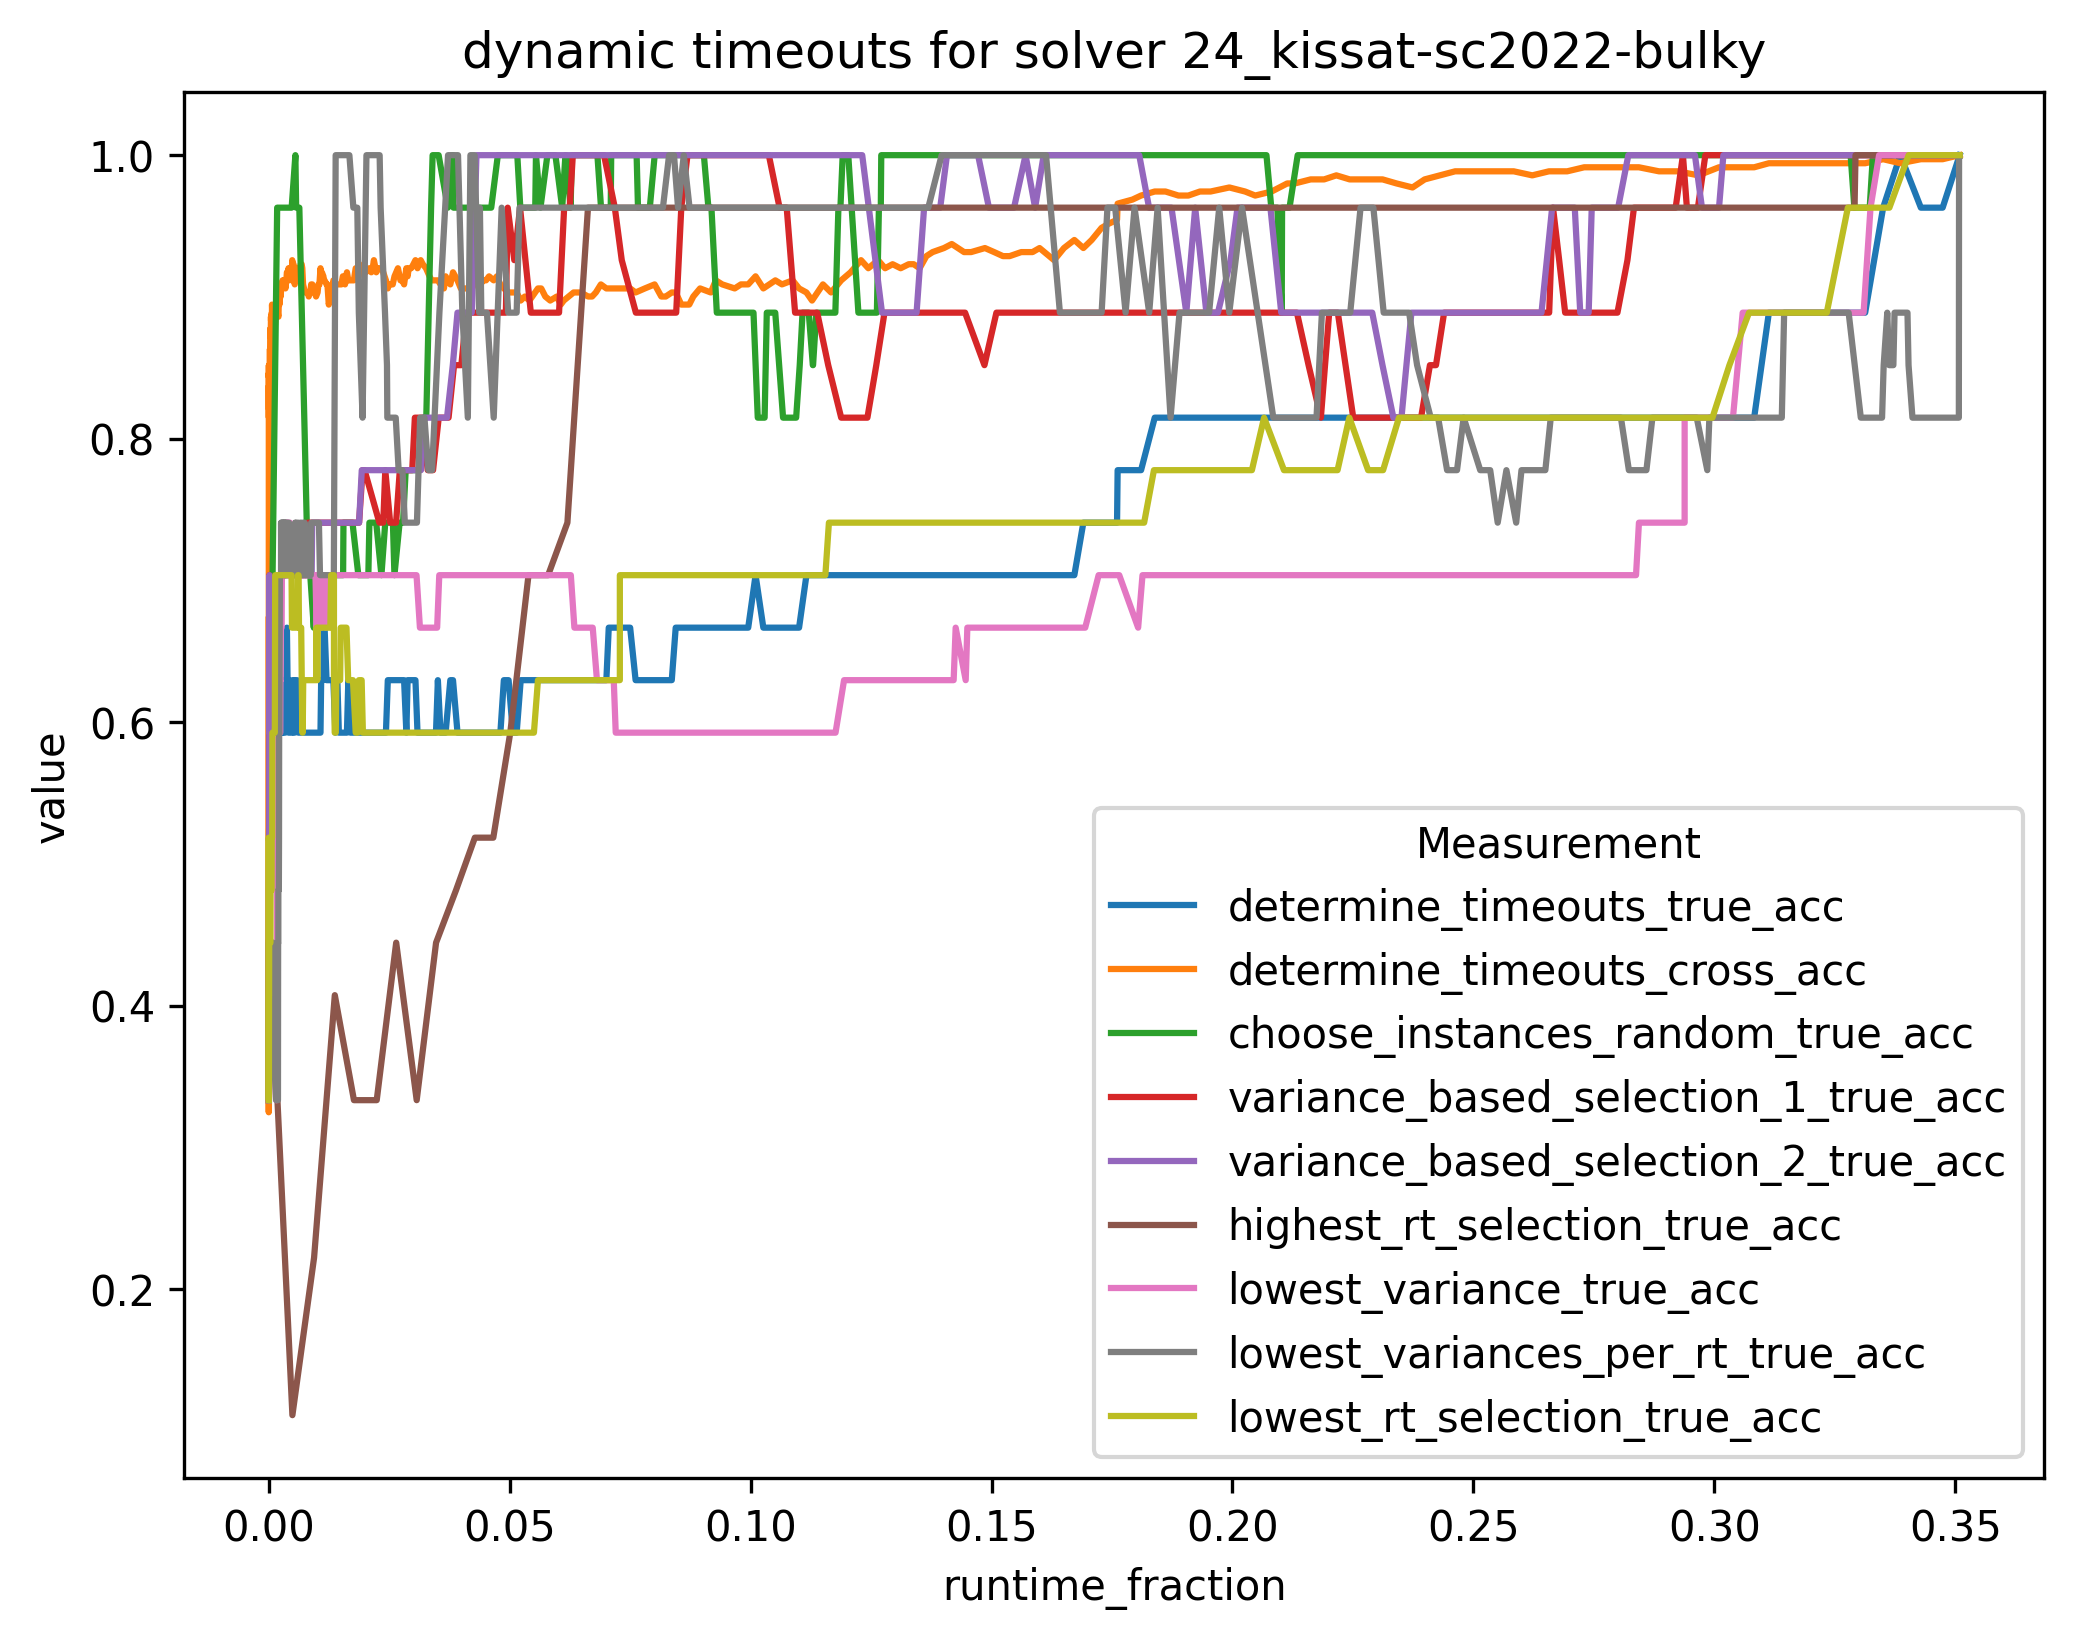 dynamic timeouts for solver 24_kissat-sc2022-bulky
1.0
0.8
0.6
0.4
0.2
value
Measurement
determine_timeouts_true_acc
determine_timeouts_cross_acc
choose_instances_random_true_acc
variance_based_selection_1_true_acc
variance_based_selection_2_true_acc
highest_rt_selection_true_acc
lowest_variance_true_acc
lowest_variances_per_rt_true_acc
lowest_rt_selection_true_acc
0.00 0.05 0.10 0.15 0.20 0.25 0.30 0.35
runtime_fraction